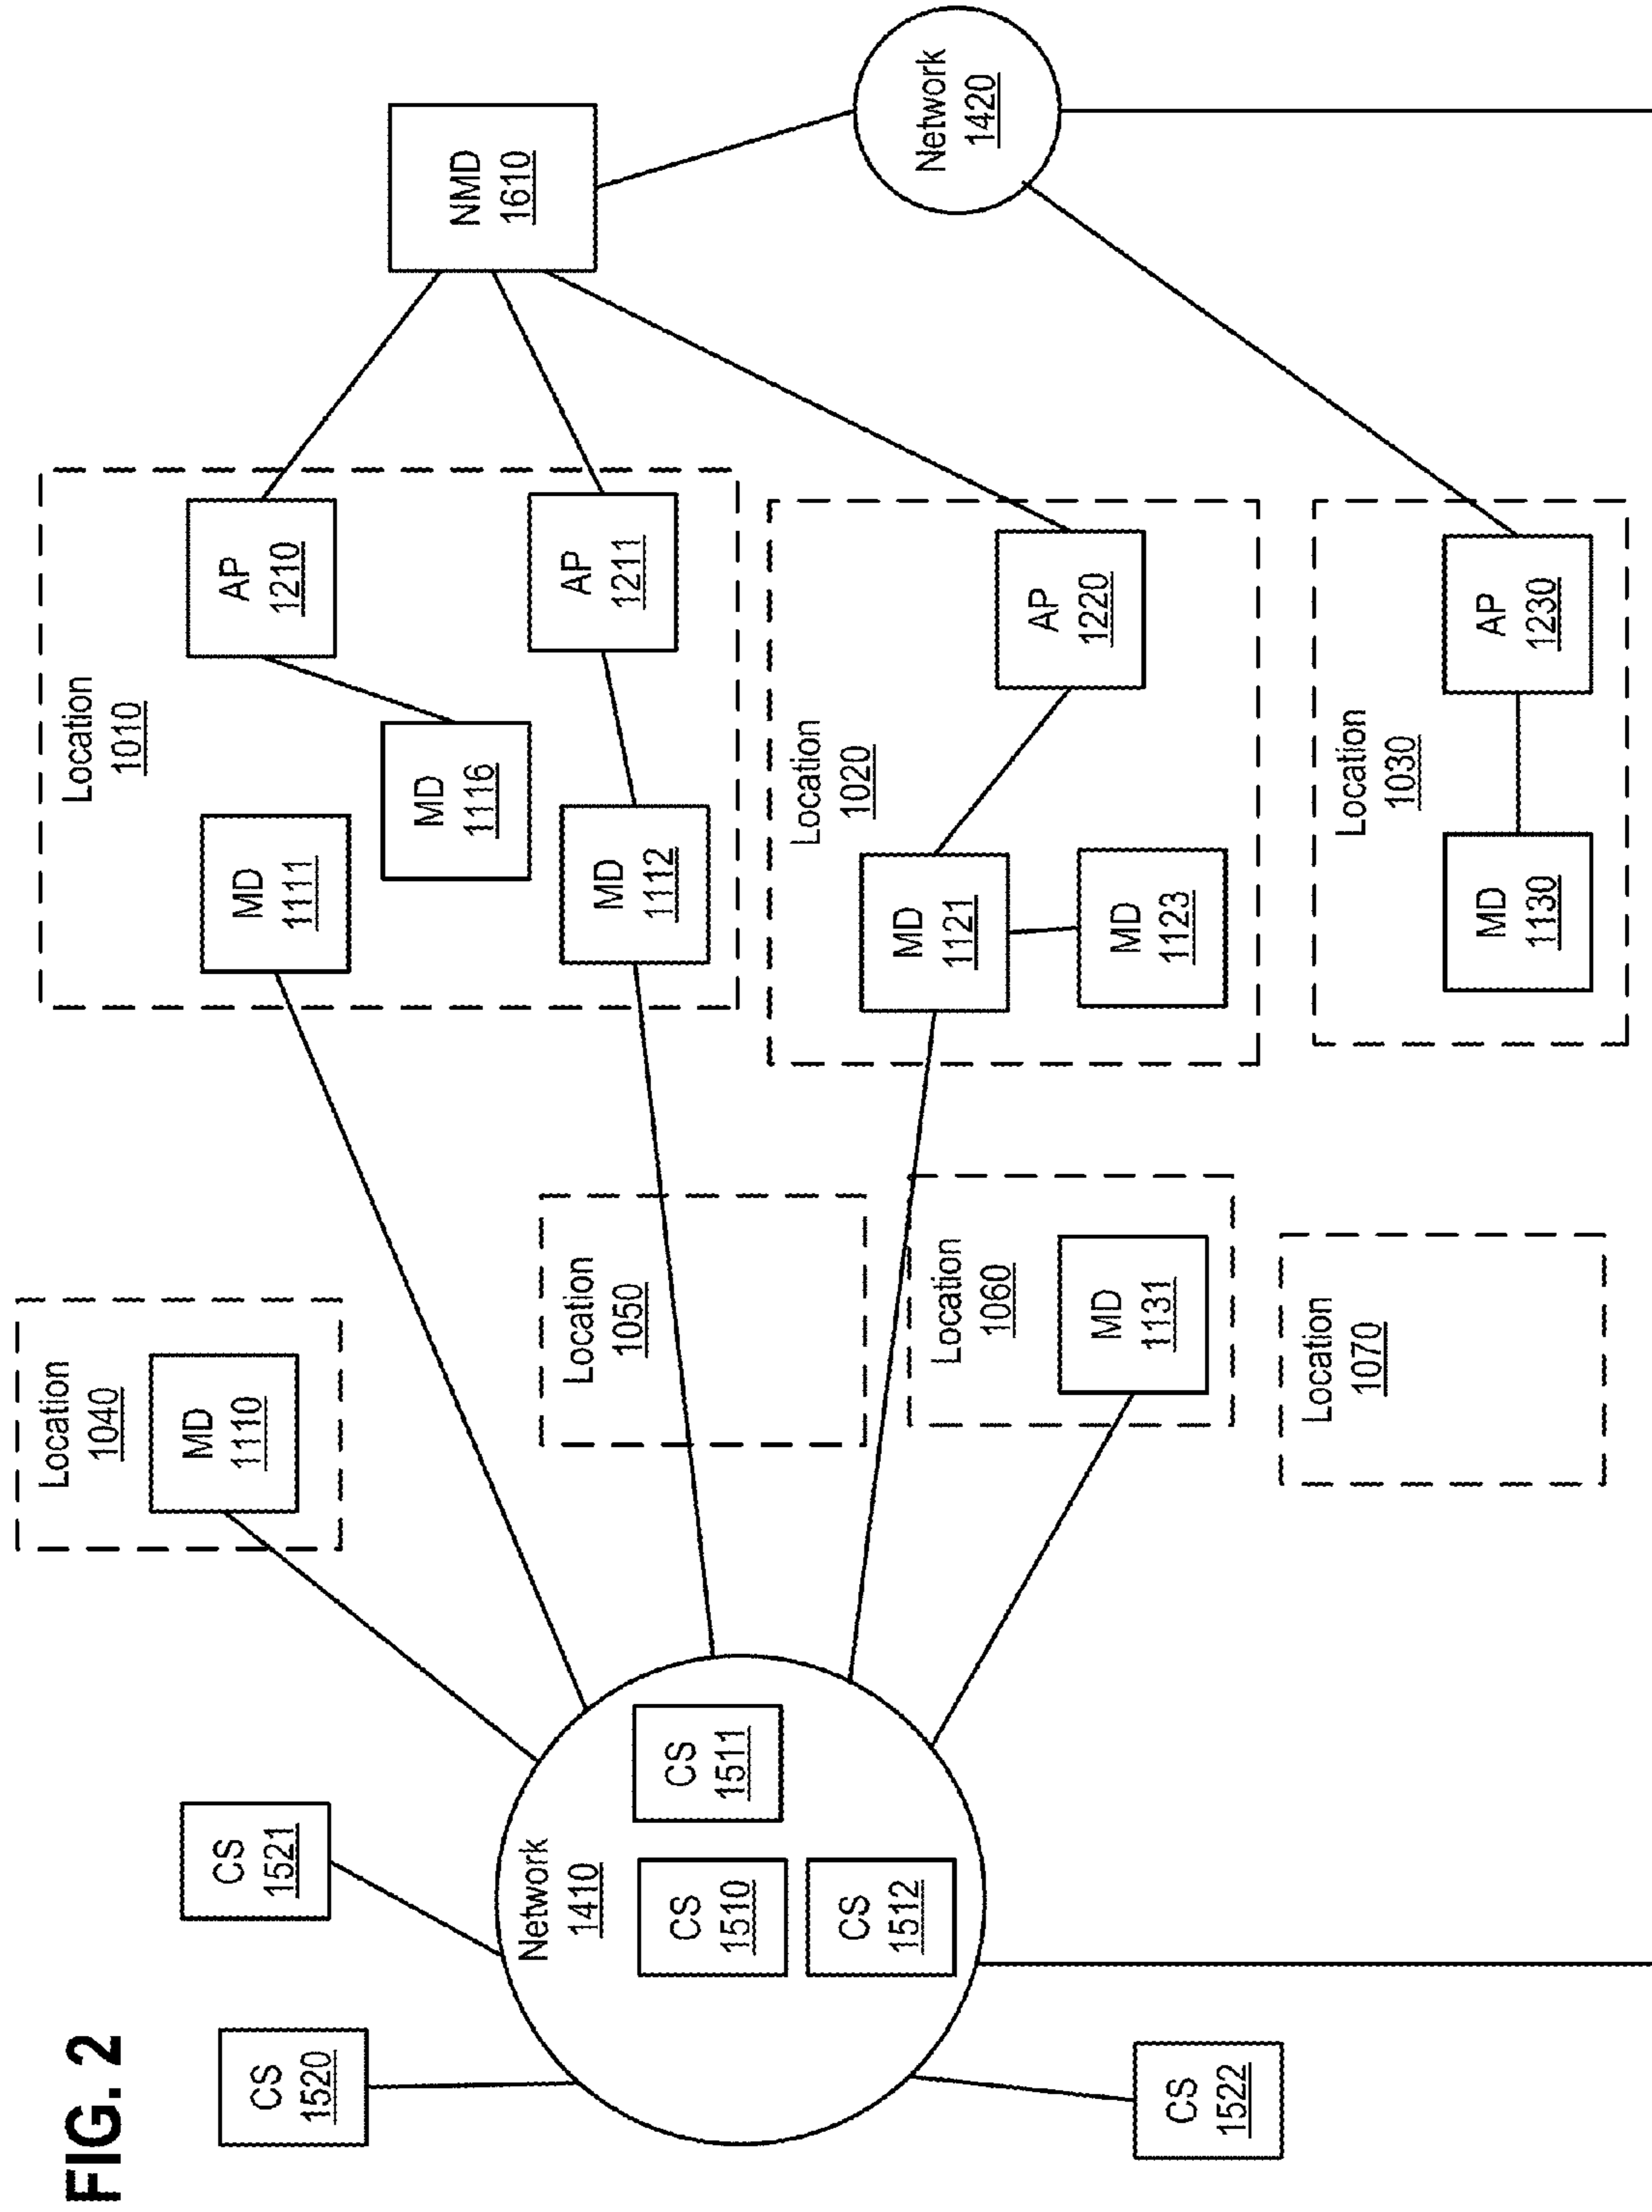 FIG. 2
CS
1520
CS
1521
CS
1522
Network
1410
CS
1510
CS
1511
CS
1512
Location
1040
MD
1110
Location
1050
Location
1060
MD
1131
Location
1070
Location
1010
MD
1111
MD
1116
MD
1112
AP
1210
AP
1211
Location
1020
MD
1121
MD
1123
AP
1220
Location
1030
MD
1130
AP
1230
NMD
1610
Network
1420